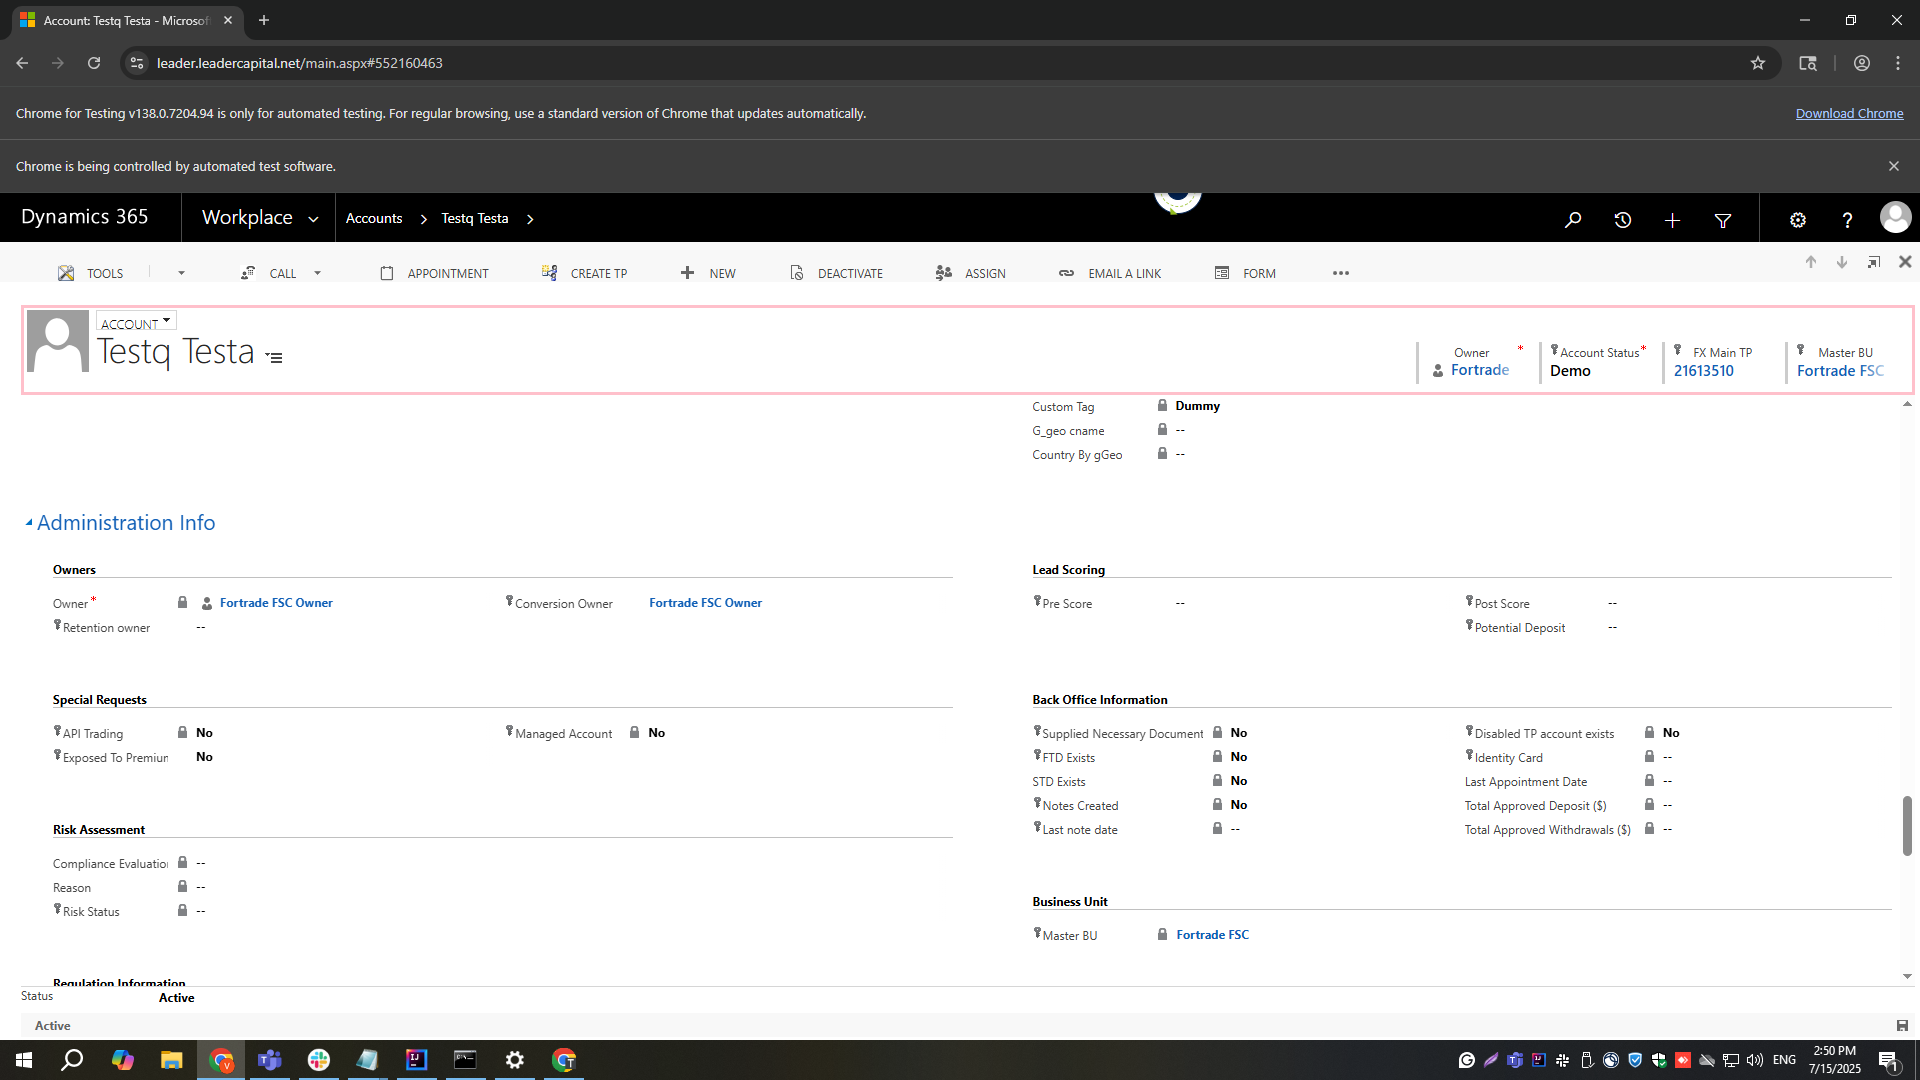 Account: Testq Testa - Microsof
leader.leadercapital.net/main.aspx#552160463
Chrome for Testing v138.0.7204.94 is only for automated testing. For regular browsing, use a standard version of Chrome that updates automatically.
Download Chrome
Chrome is being controlled by automated test software.
Dynamics 365
Workplace
Accounts
Testq Testa
TOOLS
CALL
APPOINTMENT
CREATE TP
NEW
DEACTIVATE
ASSIGN
EMAIL A LINK
FORM
ACCOUNT
Testq Testa
Owner *
Fortrade
Account Status *
Demo
FX Main TP
21613510
Master BU
Fortrade FSC
Custom Tag Dummy
G_geo cname --
Country By gGeo --
Administration Info
Owners
Owner * Fortrade FSC Owner
Conversion Owner Fortrade FSC Owner
Retention owner --
Lead Scoring
Pre Score --
Post Score --
Potential Deposit --
Special Requests
API Trading No
Managed Account No
Exposed To Premiun No
Back Office Information
Supplied Necessary Document No
Disabled TP account exists No
FTD Exists No
Identity Card --
STD Exists No
Last Appointment Date --
Notes Created No
Total Approved Deposit ($) --
Last note date --
Total Approved Withdrawals ($) --
Risk Assessment
Compliance Evaluatio --
Reason --
Risk Status --
Business Unit
Master BU Fortrade FSC
Regulation Information
Status Active
Active
ENG
2:50 PM
7/15/2025
1